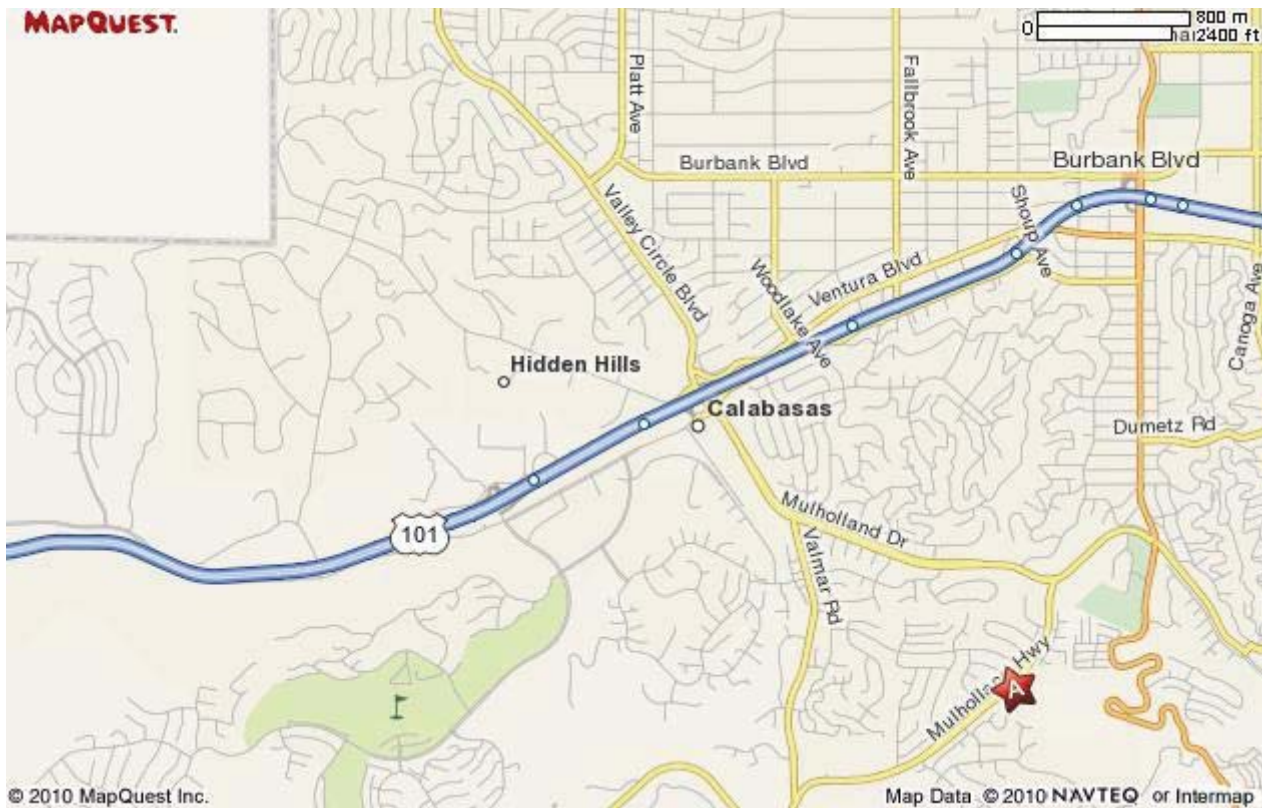 MAPQUEST.
0
800 m
2400 ft
Platt Ave
Fallbrook Ave
Burbank Blvd
Burbank Blvd
Shoup Ave
Valley Circle Blvd
Woodlake Ave
Ventura Blvd
Canoga Ave
Hidden Hills
Calabasas
Dumetz Rd
101
Mulholland Dr
Valmar Rd
Hwy
A
© 2010 MapQuest Inc.
Map Data © 2010 NAVTEQ or Intermap